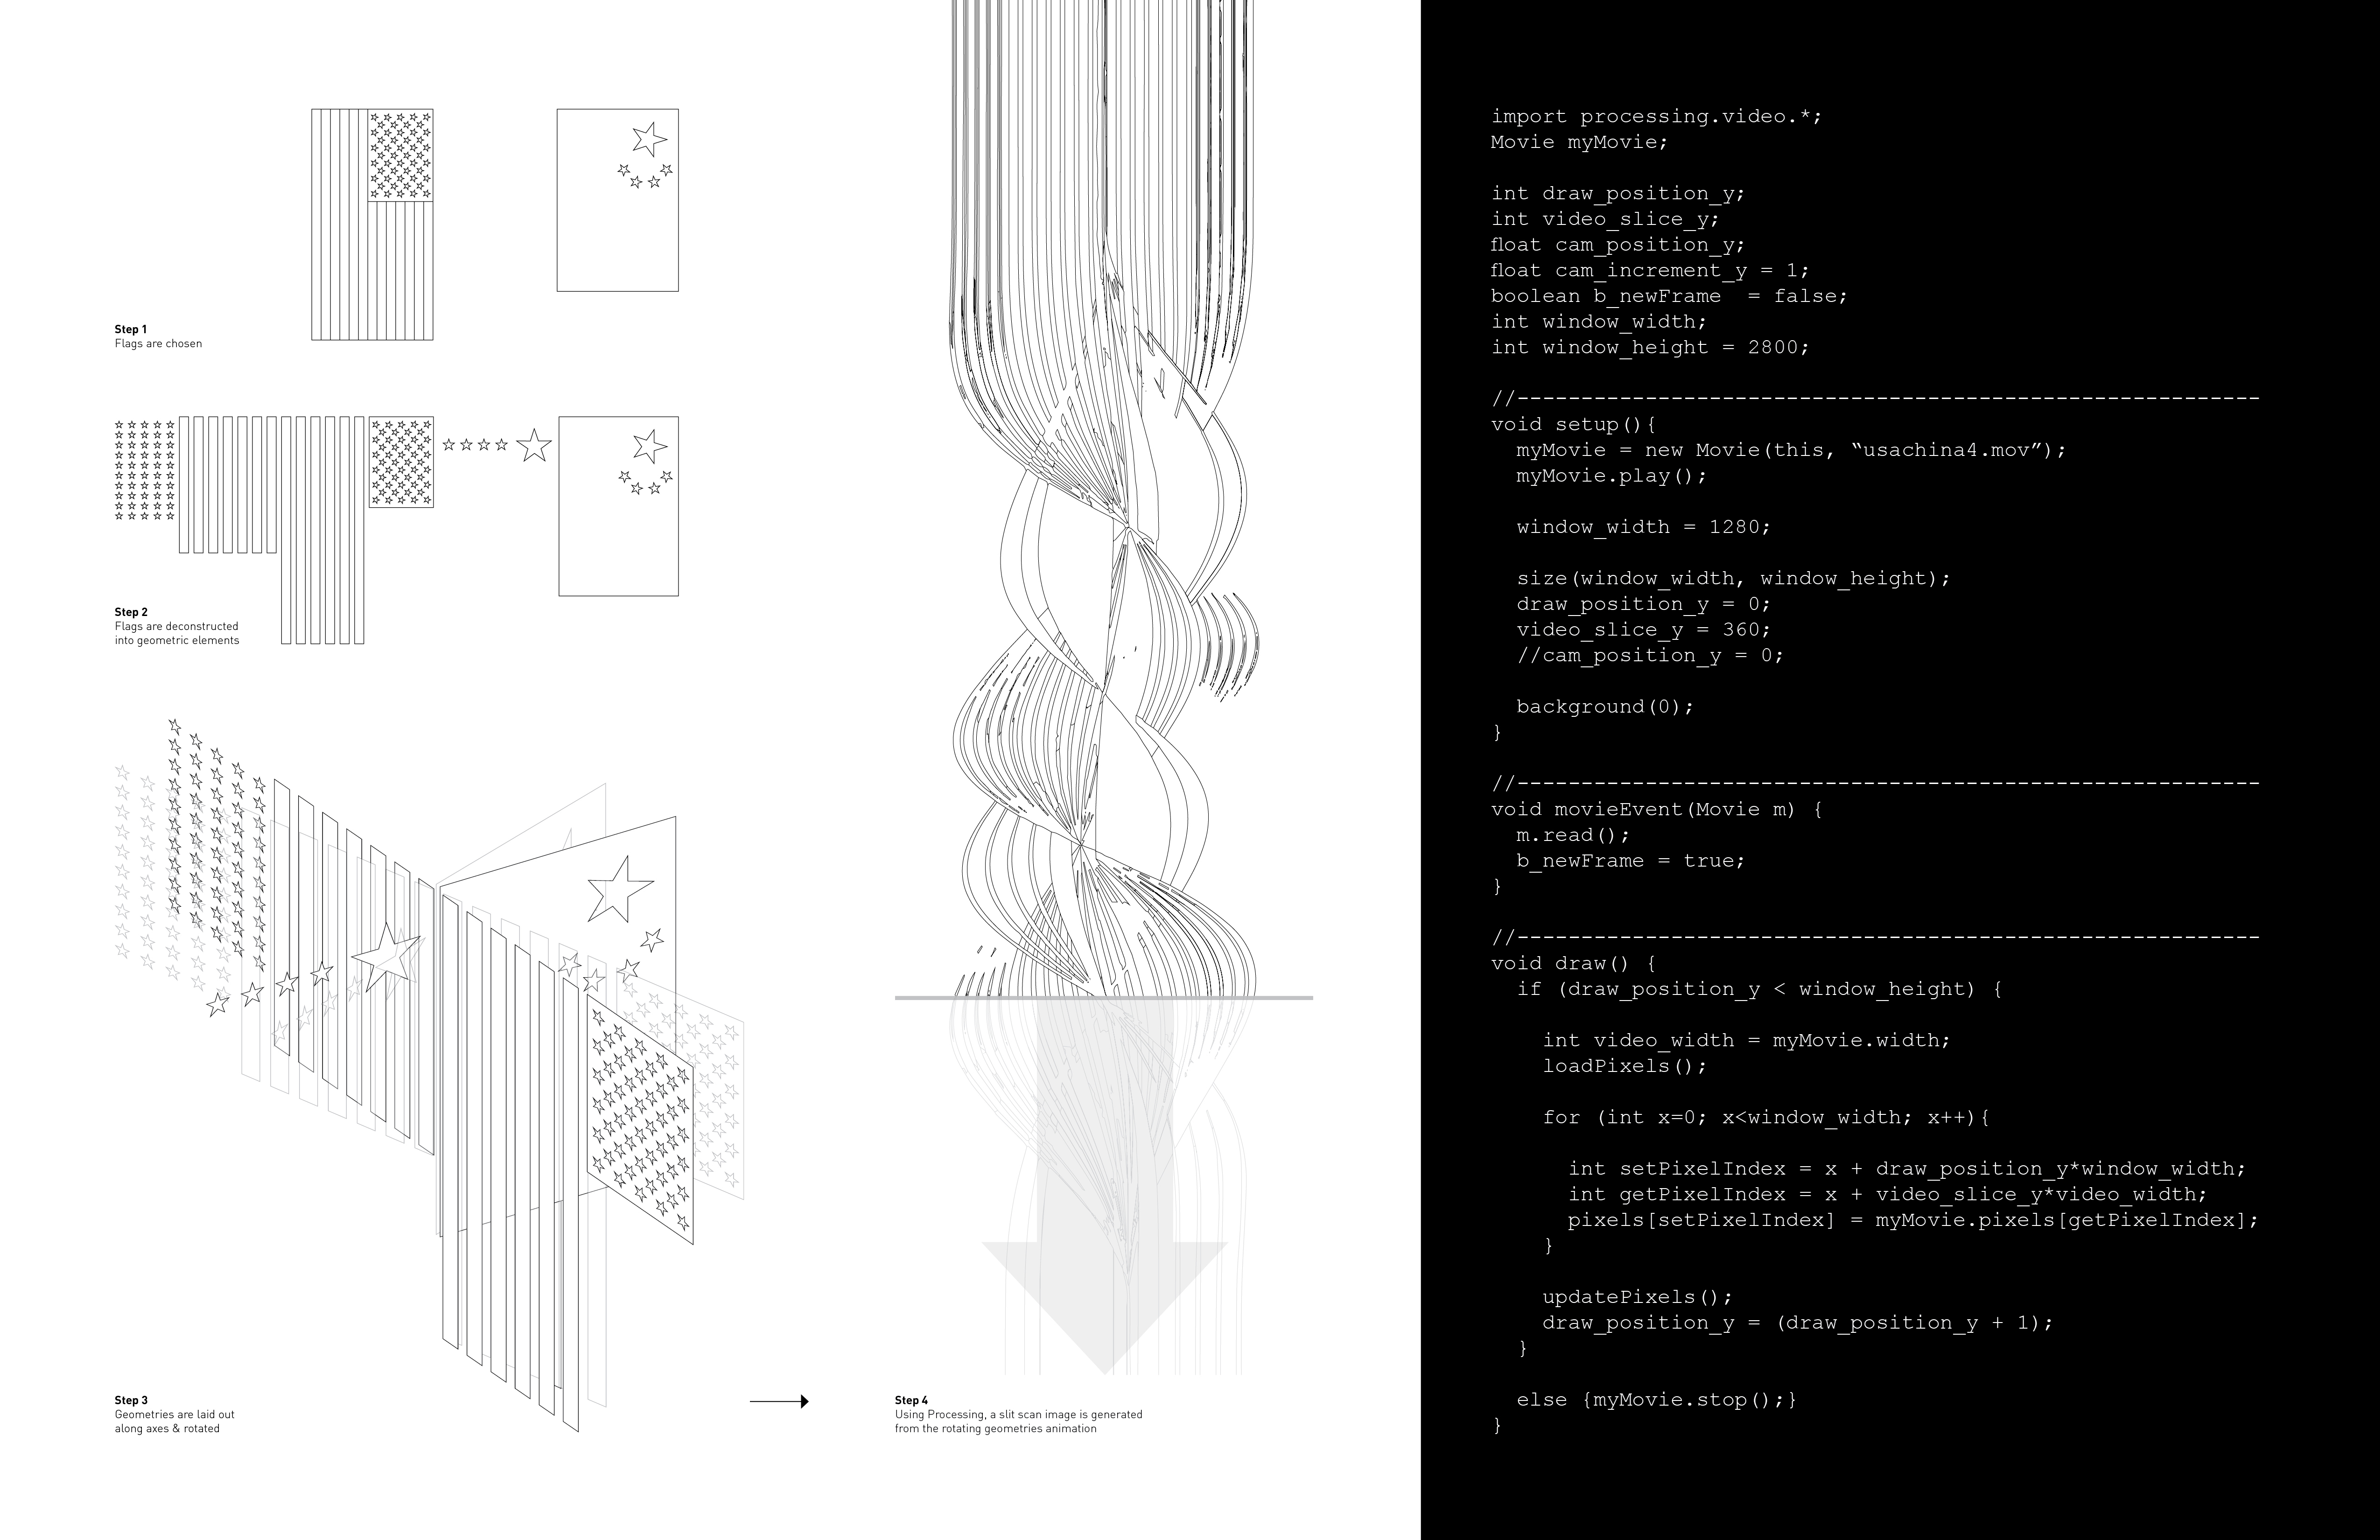 Step 1
Flags are chosen
Step 2
Flags are deconstructed
into geometric elements
Step 3
Geometries are laid out
along axes & rotated
Step 4
Using Processing, a slit scan image is generated
from the rotating geometries animation
import processing.video.*;
Movie myMovie;
int draw_position_y;
int video_slice_y;
float cam_position_y;
float cam_increment_y = 1;
boolean b_newFrame  = false;
int window_width;
int window_height = 2800;
//----------------------------------------------------------
void setup(){
  myMovie = new Movie(this, “usachina4.mov”);
  myMovie.play();
  window_width = 1280;
  size(window_width, window_height);
  draw_position_y = 0;
  video_slice_y = 360;
  //cam_position_y = 0;
  background(0);
}
//----------------------------------------------------------
void movieEvent(Movie m) {
  m.read();
  b_newFrame = true;
}
//----------------------------------------------------------
void draw() {
  if (draw_position_y < window_height) {
    int video_width = myMovie.width;
    loadPixels();
    for (int x=0; x<window_width; x++){
      int setPixelIndex = x + draw_position_y*window_width;
      int getPixelIndex = x + video_slice_y*video_width;
      pixels[setPixelIndex] = myMovie.pixels[getPixelIndex];
    }
    updatePixels();
    draw_position_y = (draw_position_y + 1);
  }
  else {myMovie.stop();}
}